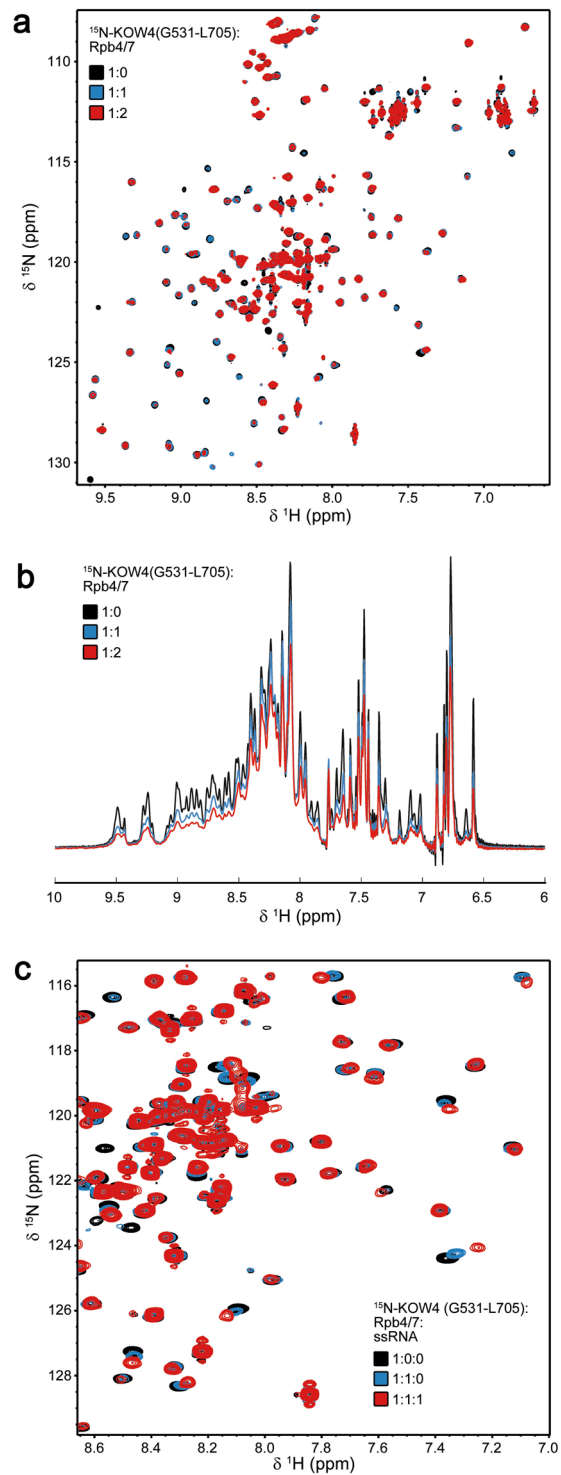 a
¹⁵N-KOW4(G531-L705):
Rpb4/7
1:0
1:1
1:2
110
115
120
125
130
δ ¹⁵N (ppm)
9.5 9.0 8.5 8.0 7.5 7.0
δ ¹H (ppm)
b
¹⁵N-KOW4(G531-L705):
Rpb4/7
1:0
1:1
1:2
10 9.5 9 8.5 8 7.5 7 6.5 6
δ ¹H (ppm)
c
116
118
120
122
124
126
128
δ ¹⁵N (ppm)
¹⁵N-KOW4 (G531-L705):
Rpb4/7:
ssRNA
1:0:0
1:1:0
1:1:1
8.6 8.4 8.2 8.0 7.8 7.6 7.4 7.2 7.0
δ ¹H (ppm)